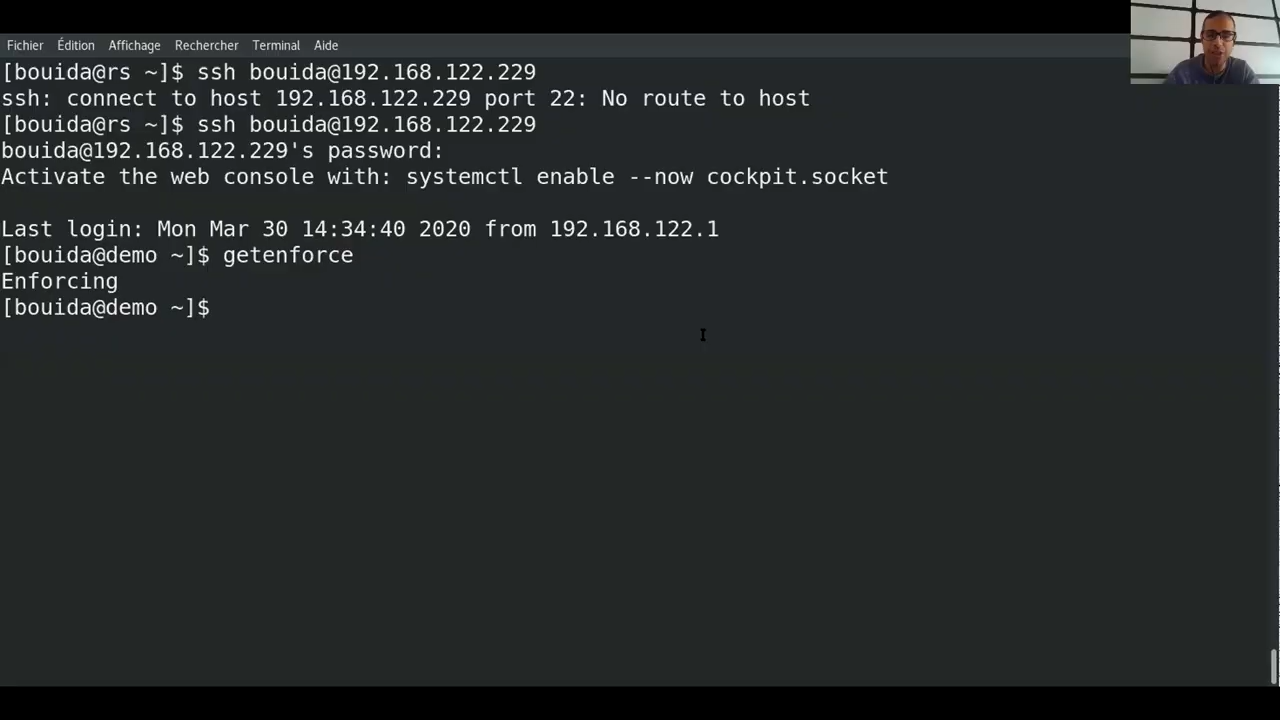 Fichier Édition Affichage Rechercher Terminal Aide
[bouida@rs ~]$ ssh bouida@192.168.122.229
ssh: connect to host 192.168.122.229 port 22: No route to host
[bouida@rs ~]$ ssh bouida@192.168.122.229
bouida@192.168.122.229's password:
Activate the web console with: systemctl enable --now cockpit.socket
Last login: Mon Mar 30 14:34:40 2020 from 192.168.122.1
[bouida@demo ~]$ getenforce
Enforcing
[bouida@demo ~]$